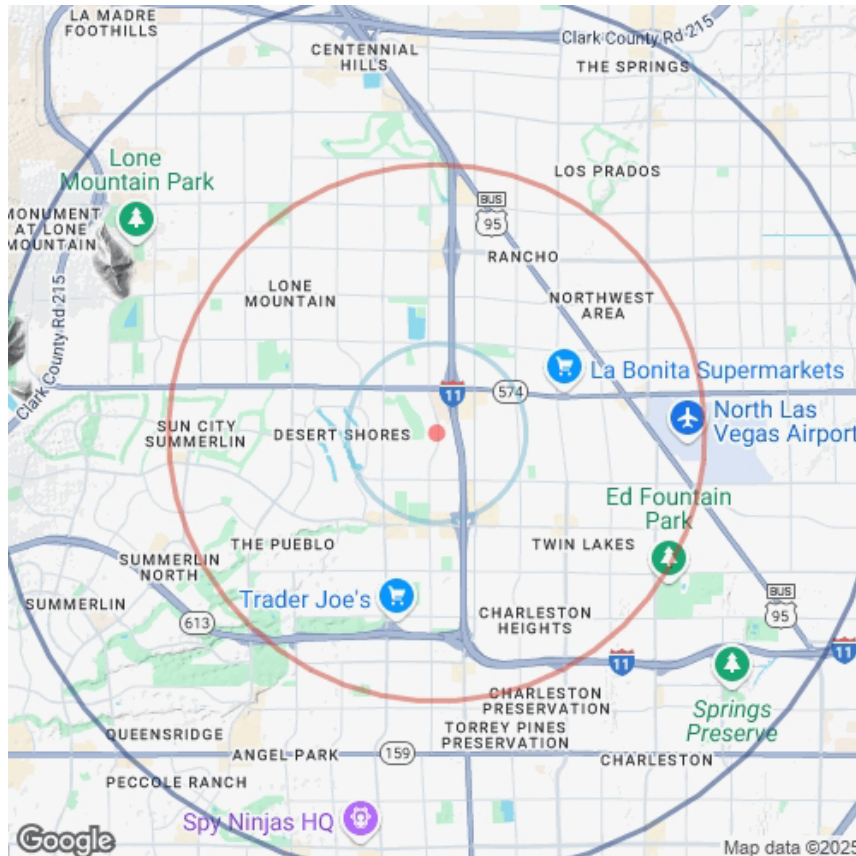 LA MADRE
FOOTHILLS
CENTENNIAL
HILLS
Clark County Rd 215
THE SPRINGS
Lone
Mountain Park
LOS PRADOS
MONUMENT
AT LONE
MOUNTAIN
BUS
95
RANCHO
Clark County Rd 215
LONE
MOUNTAIN
NORTHWEST
AREA
La Bonita Supermarkets
11
574
North Las
Vegas Airport
SUN CITY
SUMMERLIN
DESERT SHORES
Ed Fountain
Park
THE PUEBLO
TWIN LAKES
SUMMERLIN
NORTH
SUMMERLIN
Trader Joe's
BUS
95
613
CHARLESTON
HEIGHTS
11
11
Springs
Preserve
CHARLESTON
PRESERVATION
QUEENSRIDGE
TORREY PINES
PRESERVATION
ANGEL PARK
159
CHARLESTON
PECCOLE RANCH
Spy Ninjas HQ
Google
Map data ©2025